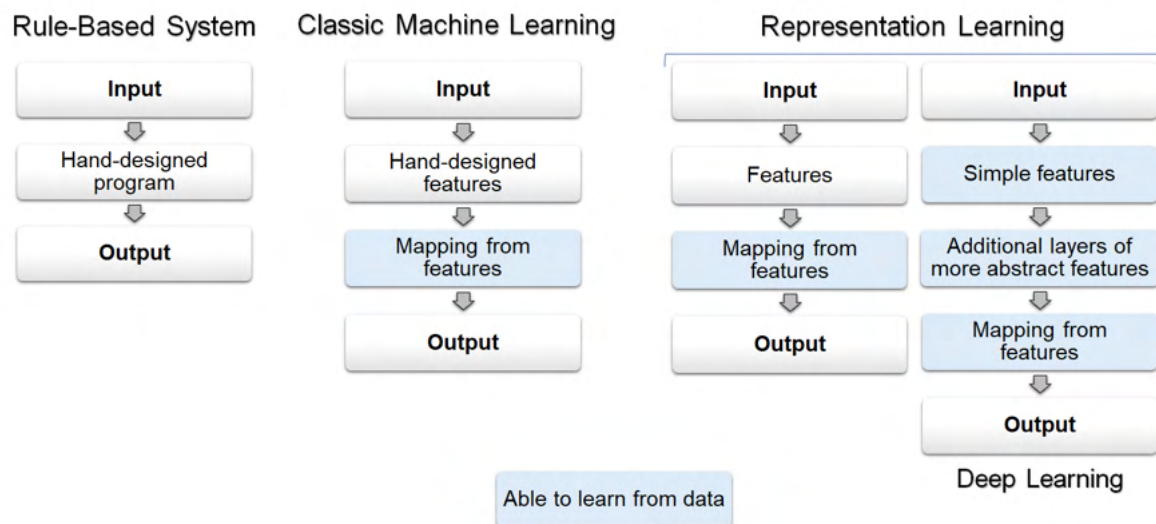 Rule-Based System
Input
Hand-designed
program
Output
Classic Machine Learning
Input
Hand-designed
features
Mapping from
features
Output
Representation Learning
Input
Features
Mapping from
features
Output
Input
Simple features
Additional layers of
more abstract features
Mapping from
features
Output
Deep Learning
Able to learn from data